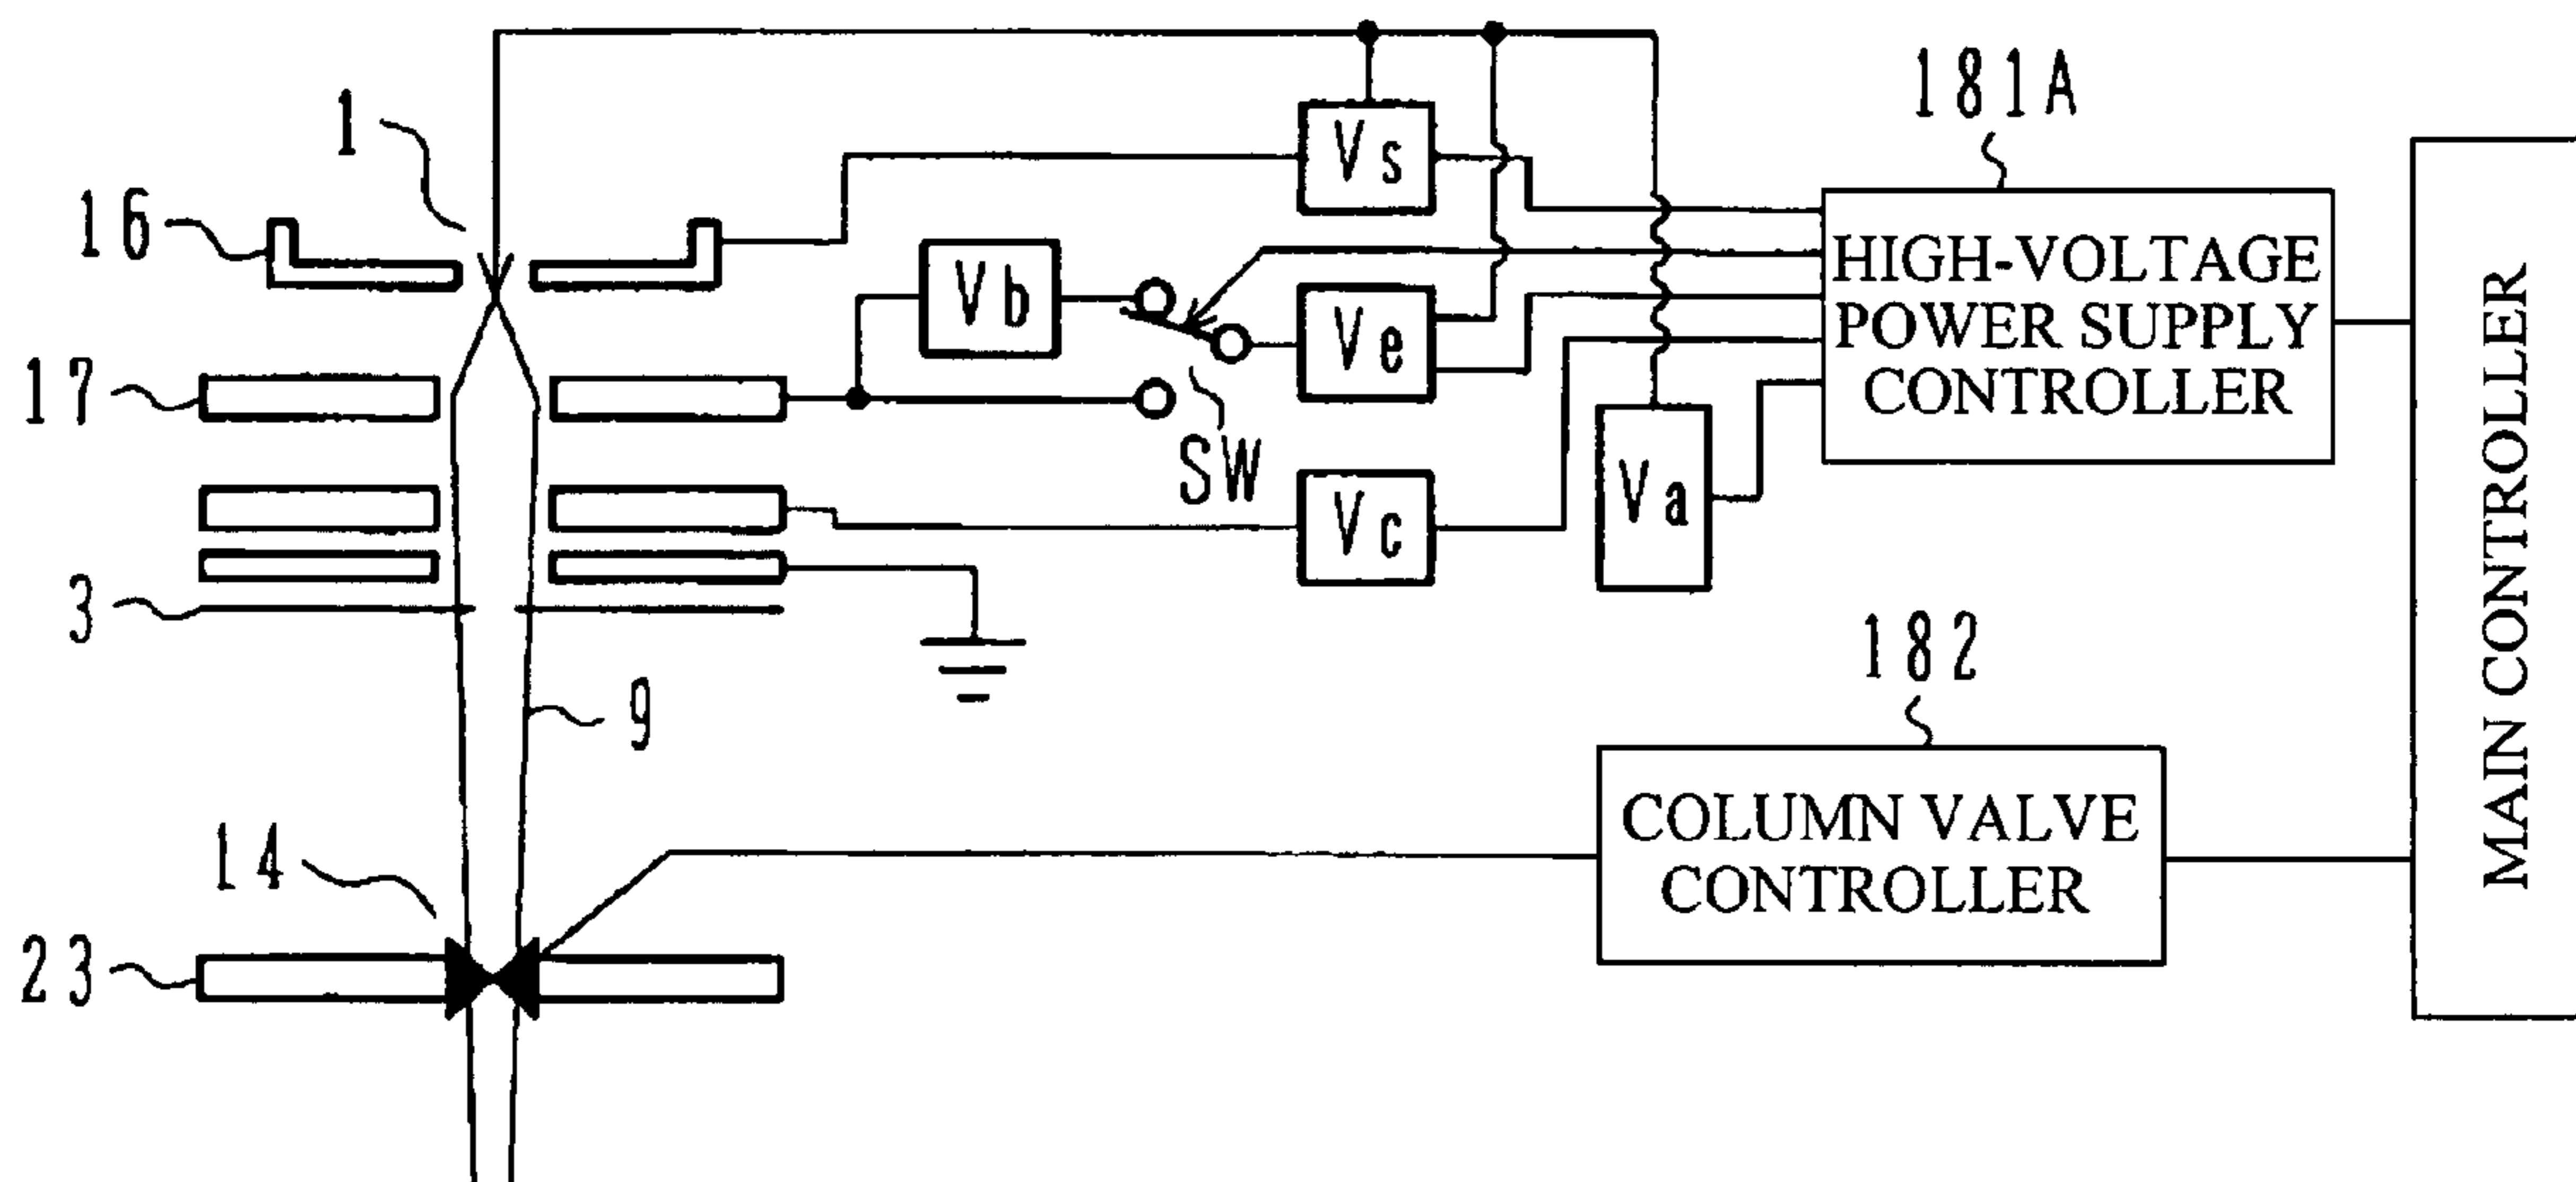 181A
1
Vs
16
HIGH-VOLTAGE
POWER SUPPLY
CONTROLLER
Vb
Ve
17
SW
Va
Vc
MAIN CONTROLLER
3
182
9
COLUMN VALVE
CONTROLLER
14
23